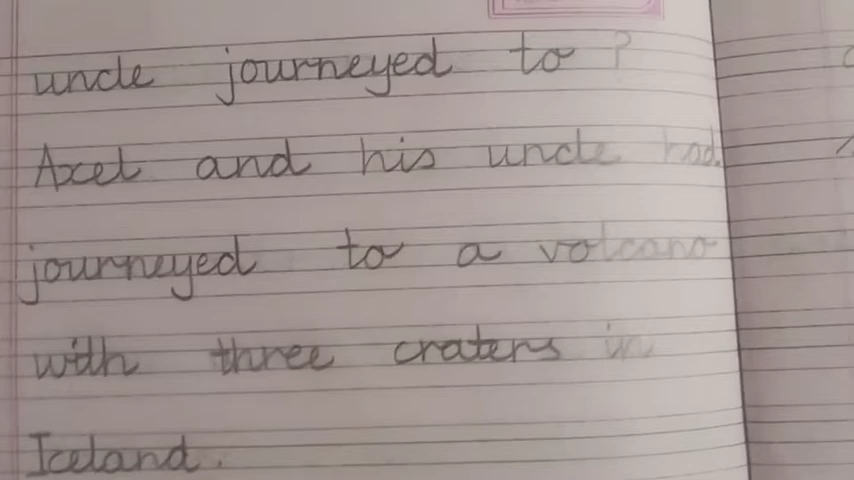 uncle journeyed to ?
Axel and his uncle had
journeyed to a volcano
with three craters in
Iceland.